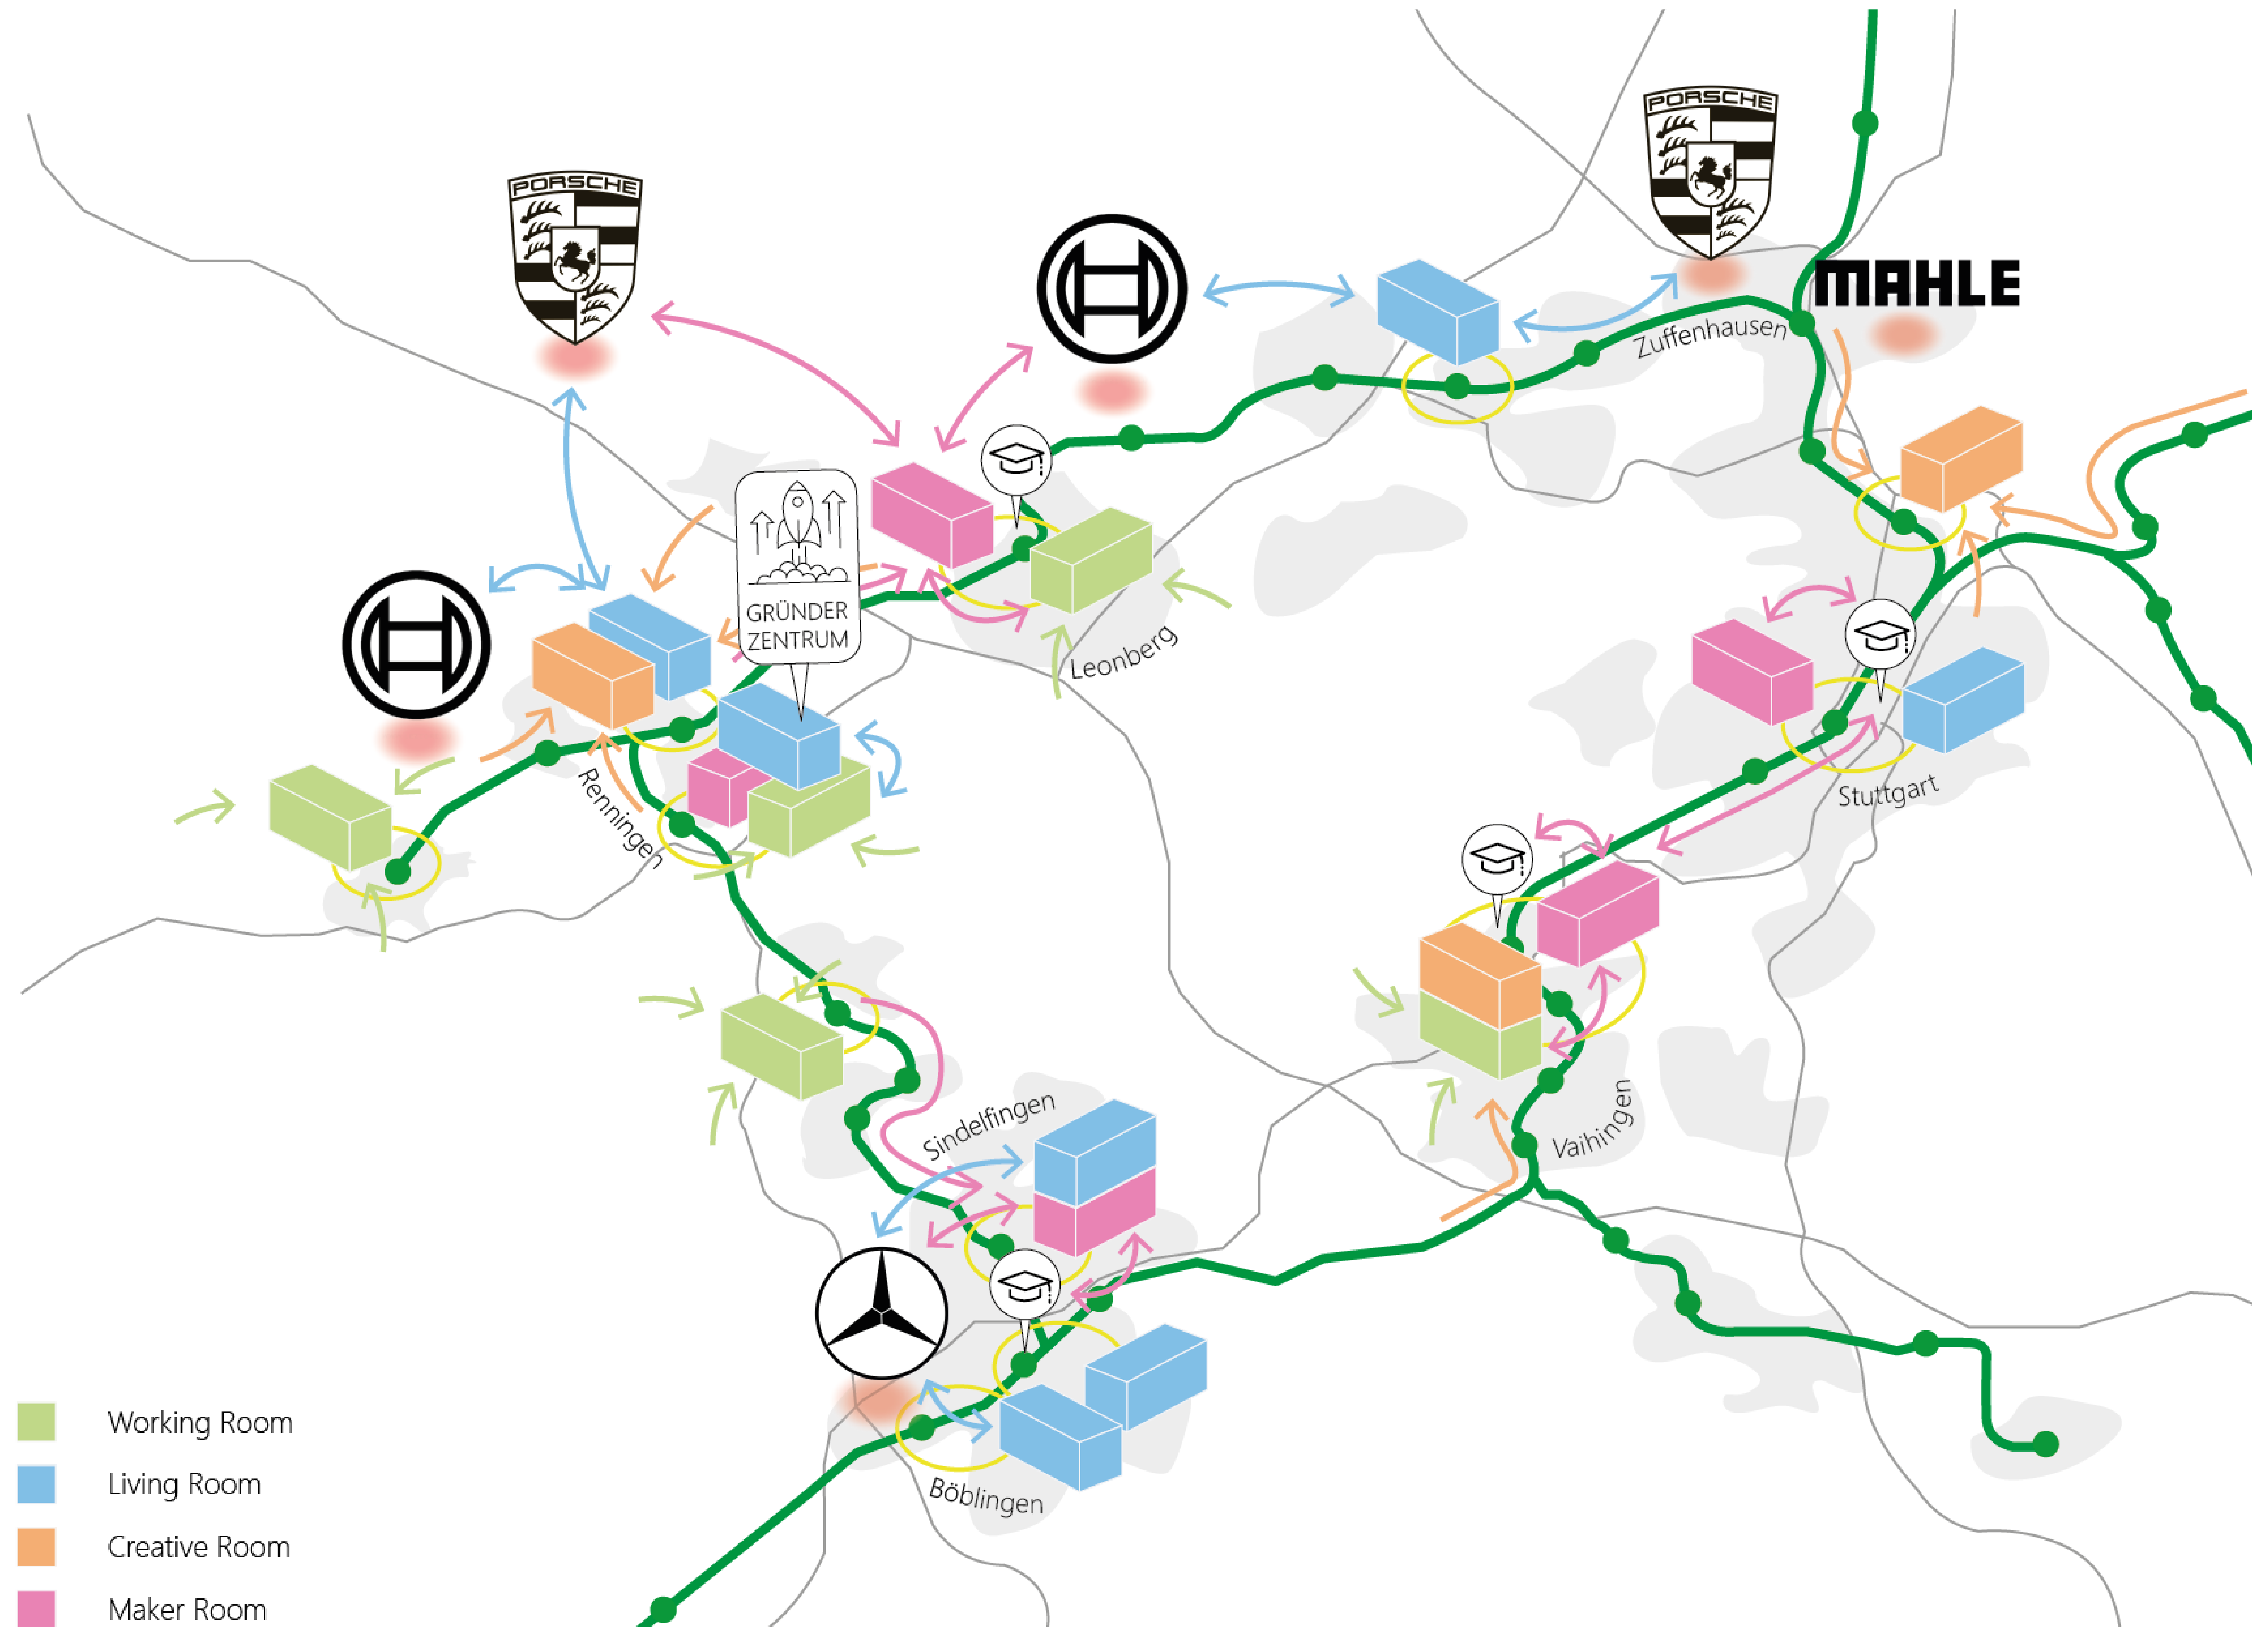 PORSCHE
PORSCHE
MAHLE
Zuffenhausen
GRÜNDER
ZENTRUM
Leonberg
Renningen
Stuttgart
Sindelfingen
Vaihingen
Böblingen
Working Room
Living Room
Creative Room
Maker Room